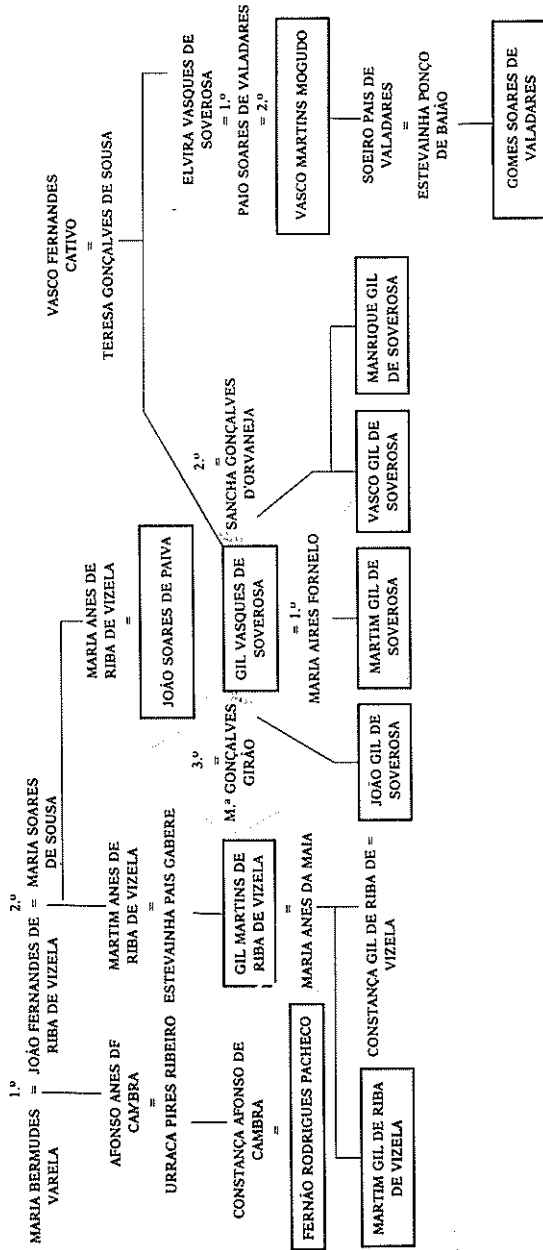 MARIA BERMUDES
VARELA
1.º
=
JOÃO FERNANDES DE
RIBA DE VIZELA
2.º
=
MARIA SOARES
DE SOUSA
AFONSO ANES DE
CAMBRA
=
URRACA PIRES RIBEIRO
CONSTANÇA AFONSO DE
CAMBRA
=
FERNÃO RODRIGUES PACHECO
MARTIM ANES DE
RIBA DE VIZELA
=
ESTEVAINHA PAIS GABERE
GIL MARTINS DE
RIBA DE VIZELA
=
MARIA ANES DA MAIA
MARTIM GIL DE RIBA
DE VIZELA
CONSTANÇA GIL DE RIBA DE =
VIZELA
MARIA ANES DE
RIBA DE VIZELA
=
JOÃO SOARES DE PAIVA
VASCO FERNANDES
CATIVO
=
TERESA GONÇALVES DE SOUSA
3.º
=
M.ª GONÇALVES
GIRÃO
GIL VASQUES DE
SOVEROSA
= 1.º
MARIA AIRES FORNELO
2.º
=
SANCHA GONÇALVES
D'ORVANEJA
JOÃO GIL DE
SOVEROSA
MARTIM GIL DE
SOVEROSA
VASCO GIL DE
SOVEROSA
MANRIQUE GIL
DE SOVEROSA
ELVIRA VASQUES DE
SOVEROSA
= 1.º
PAIO SOARES DE VALADARES
= 2.º
VASCO MARTINS MOGUDO
SOEIRO PAIS DE
VALADARES
=
ESTEVAINHA PONÇO
DE BAIÃO
GOMES SOARES DE
VALADARES